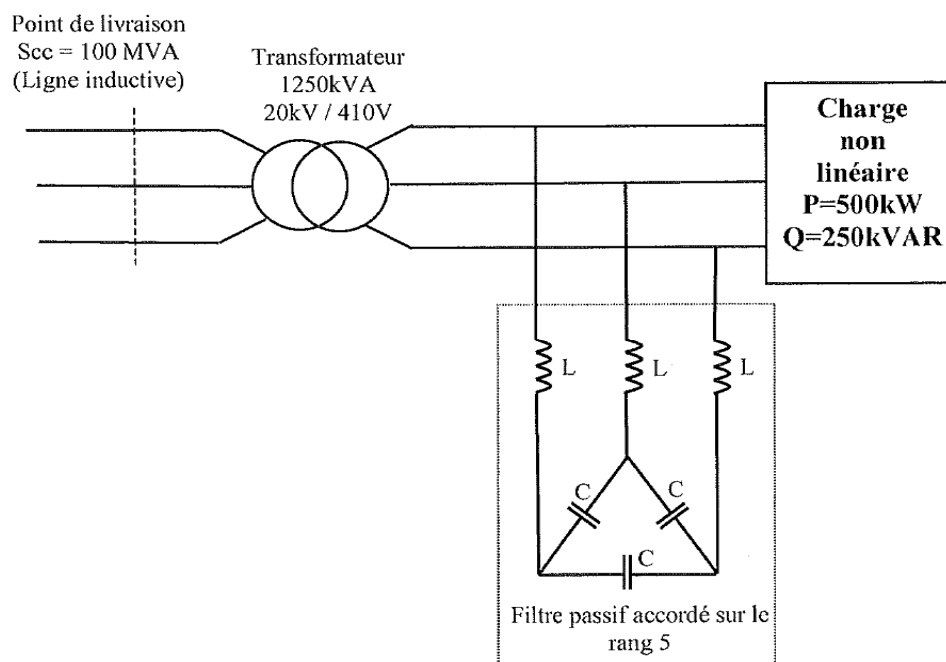 Point de livraison
Scc = 100 MVA
(Ligne inductive)
Transformateur
1250kVA
20kV / 410V
Charge
non
linéaire
P=500kW
Q=250kVAR
L
L
L
C
C
C
Filtre passif accordé sur le
rang 5